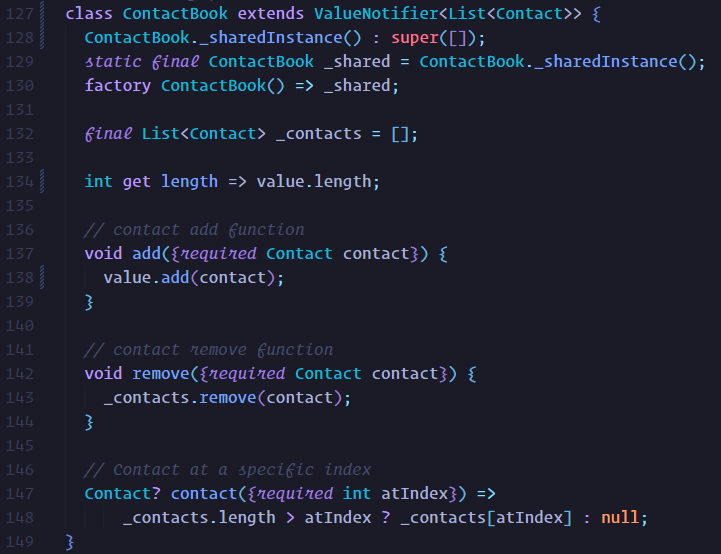 127 class ContactBook extends ValueNotifier<List<Contact>> {
128   ContactBook._sharedInstance() : super([]);
129   static final ContactBook _shared = ContactBook._sharedInstance();
130   factory ContactBook() => _shared;
131
132   final List<Contact> _contacts = [];
133
134   int get length => value.length;
135
136   // contact add function
137   void add({required Contact contact}) {
138     value.add(contact);
139   }
140
141   // contact remove function
142   void remove({required Contact contact}) {
143     _contacts.remove(contact);
144   }
145
146   // Contact at a specific index
147   Contact? contact({required int atIndex}) =>
148       _contacts.length > atIndex ? _contacts[atIndex] : null;
149 }